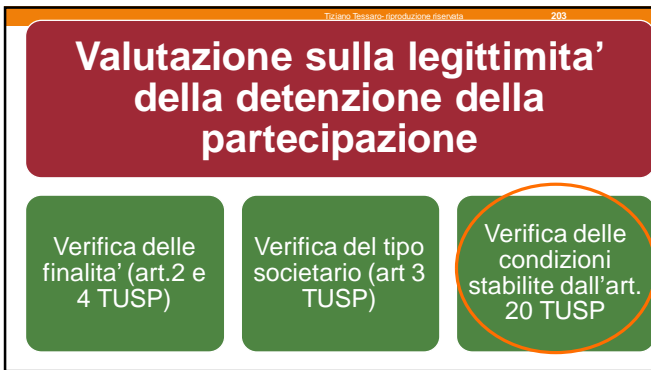 Tiziano Tessaro- riproduzione riservata 203
Valutazione sulla legittimita'
della detenzione della
partecipazione
Verifica delle
finalita' (art.2 e
4 TUSP)
Verifica del tipo
societario (art 3
TUSP)
Verifica delle
condizioni
stabilite dall'art.
20 TUSP